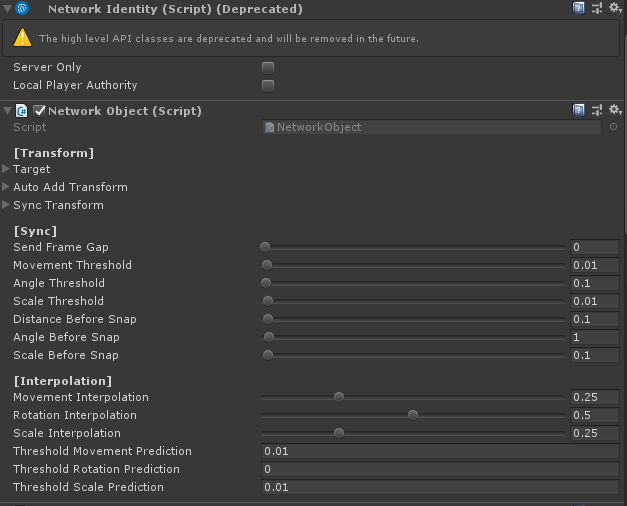 Network Identity (Script) (Deprecated)
The high level API classes are deprecated and will be removed in the future.
Server Only
Local Player Authority
Network Object (Script)
Script NetworkObject
[Transform]
Target
Auto Add Transform
Sync Transform
[Sync]
Send Frame Gap 0
Movement Threshold 0.01
Angle Threshold 0.1
Scale Threshold 0.01
Distance Before Snap 0.1
Angle Before Snap 1
Scale Before Snap 0.1
[Interpolation]
Movement Interpolation 0.25
Rotation Interpolation 0.5
Scale Interpolation 0.25
Threshold Movement Prediction 0.01
Threshold Rotation Prediction 0
Threshold Scale Prediction 0.01